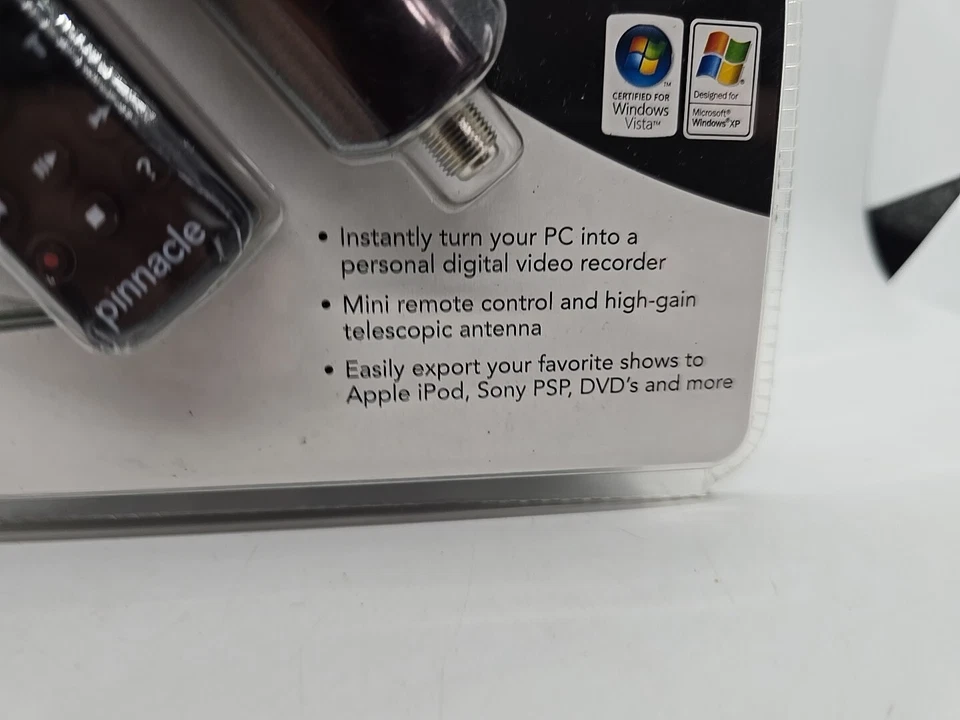 CERTIFIED FOR
Windows
Vista™
Designed for
Microsoft®
Windows®XP
pinnacle
• Instantly turn your PC into a
personal digital video recorder
• Mini remote control and high-gain
telescopic antenna
• Easily export your favorite shows to
Apple iPod, Sony PSP, DVD's and more